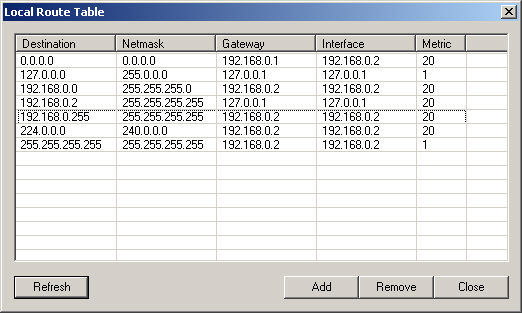 Local Route Table
Destination Netmask Gateway Interface Metric
0.0.0.0 0.0.0.0 192.168.0.1 192.168.0.2 20
127.0.0.0 255.0.0.0 127.0.0.1 127.0.0.1 1
192.168.0.0 255.255.255.0 192.168.0.2 192.168.0.2 20
192.168.0.2 255.255.255.255 127.0.0.1 127.0.0.1 20
192.168.0.255 255.255.255.255 192.168.0.2 192.168.0.2 20
224.0.0.0 240.0.0.0 192.168.0.2 192.168.0.2 20
255.255.255.255 255.255.255.255 192.168.0.2 192.168.0.2 1
Refresh Add Remove Close